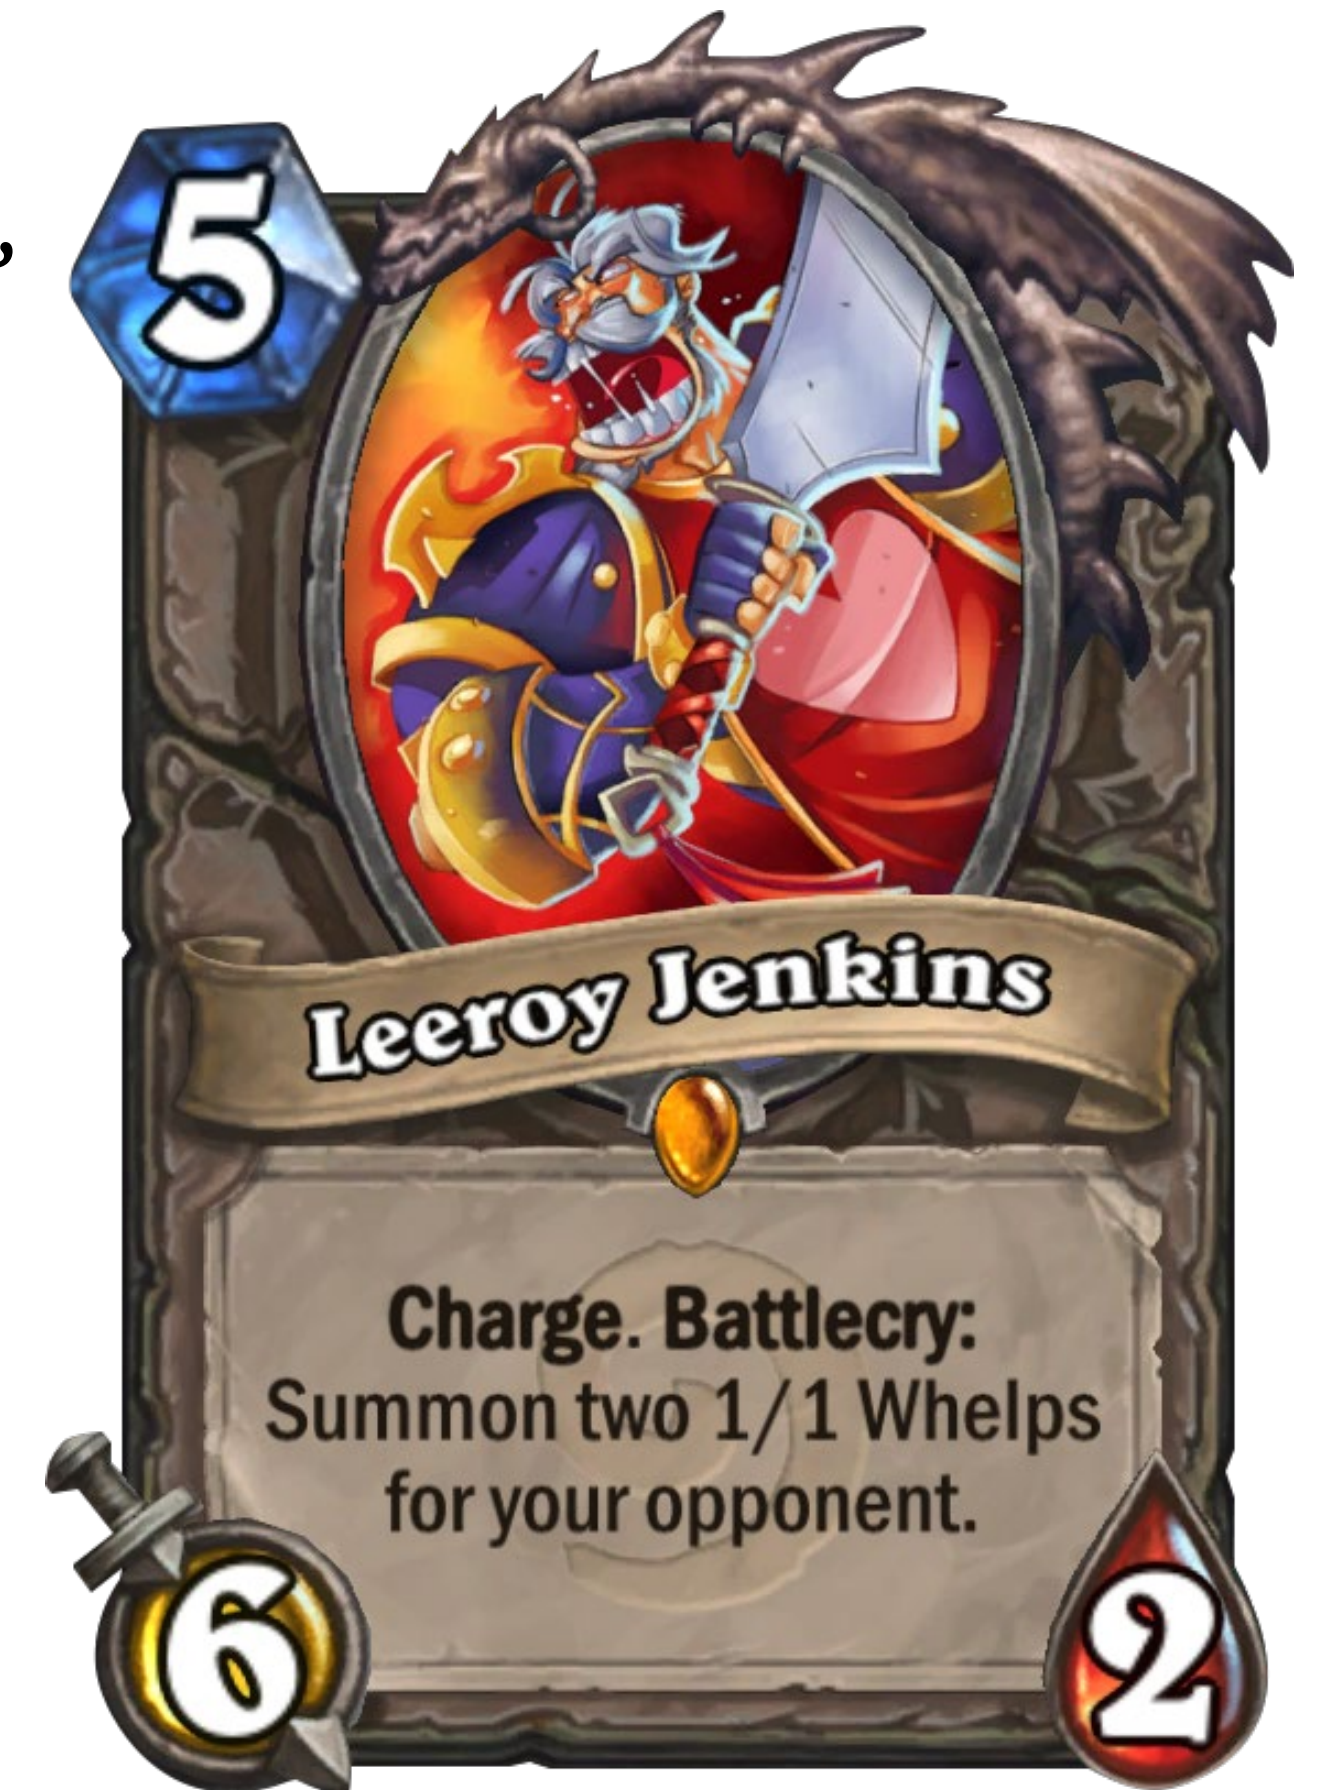 ,
5
Leeroy Jenkins
Charge. Battlecry:
Summon two 1/1 Whelps
for your opponent.
6
2